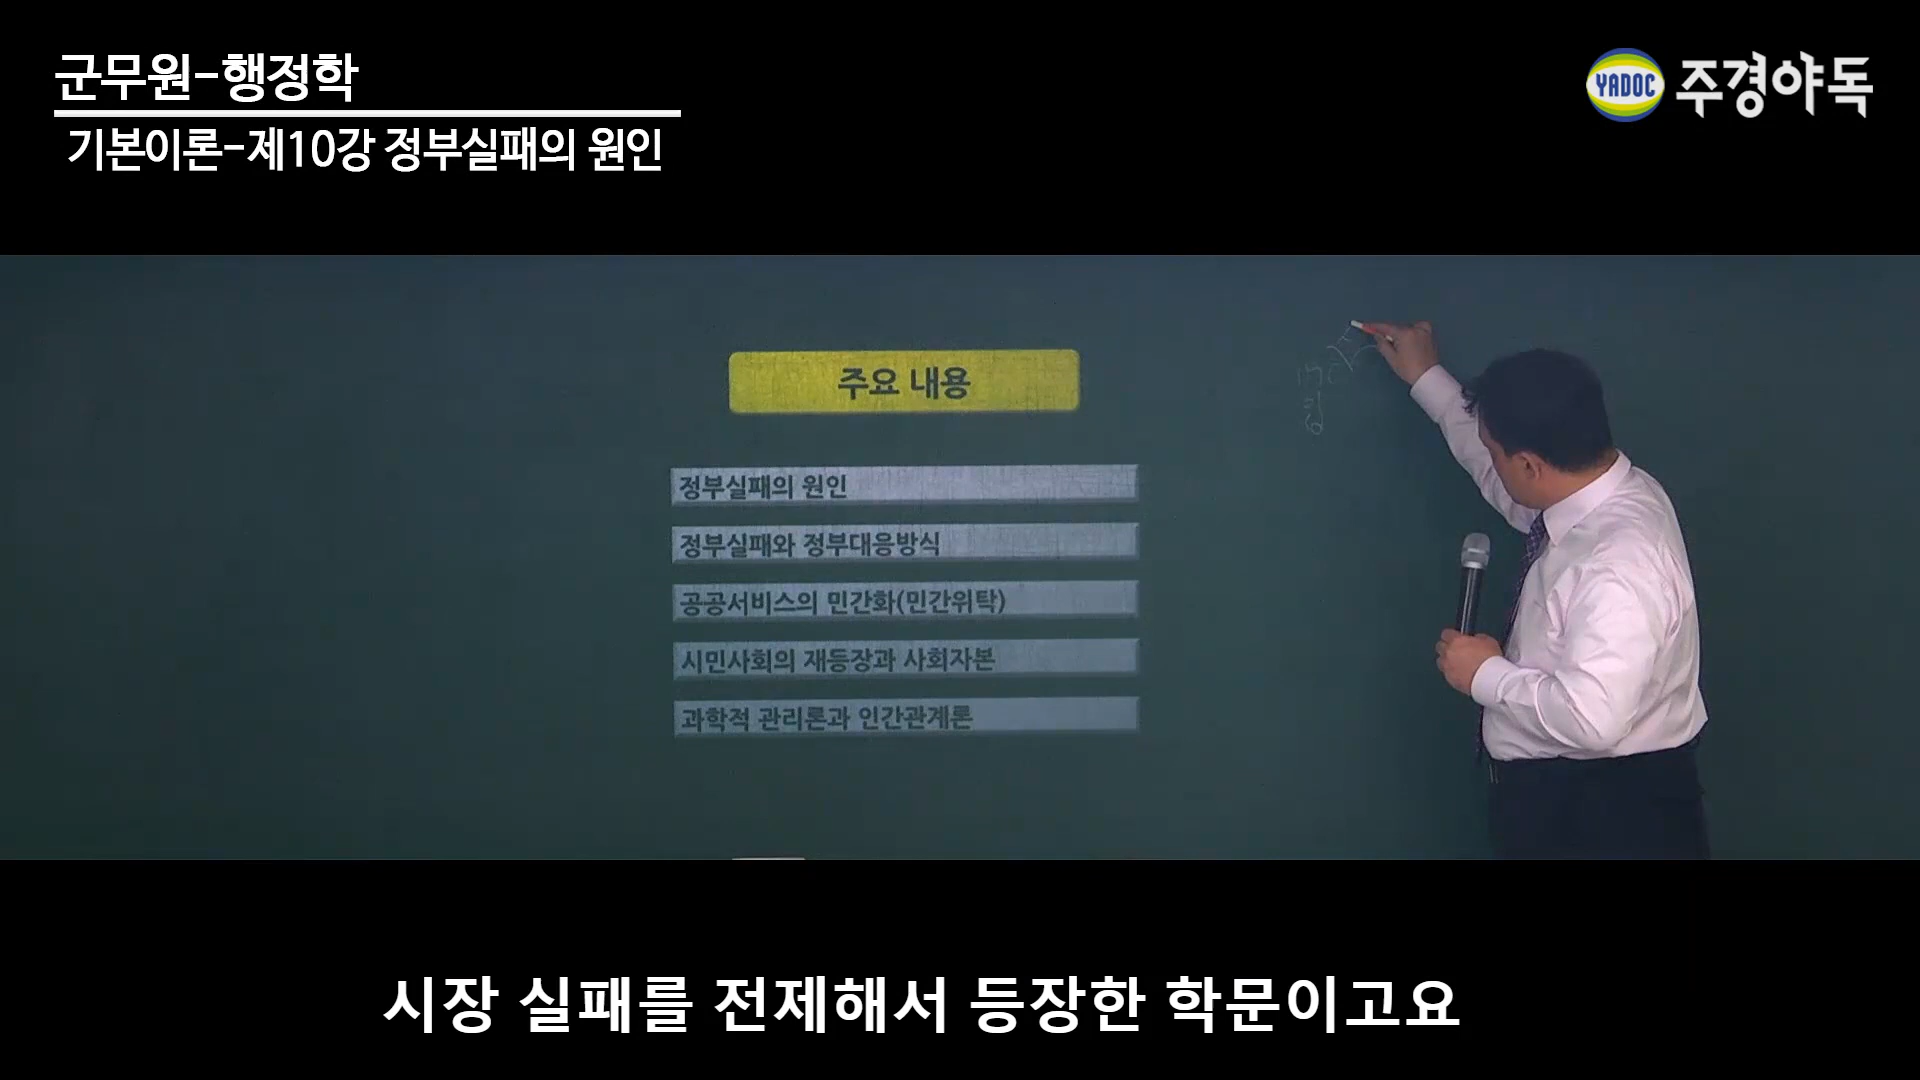 군무원-행정학
기본이론-제10강 정부실패의 원인
YADOC 주경야독
주요 내용
정부실패의 원인
정부실패와 정부대응방식
공공서비스의 민간화(민간위탁)
시민사회의 재등장과 사회자본
과학적 관리론과 인간관계론
시장 실패를 전제해서 등장한 학문이고요